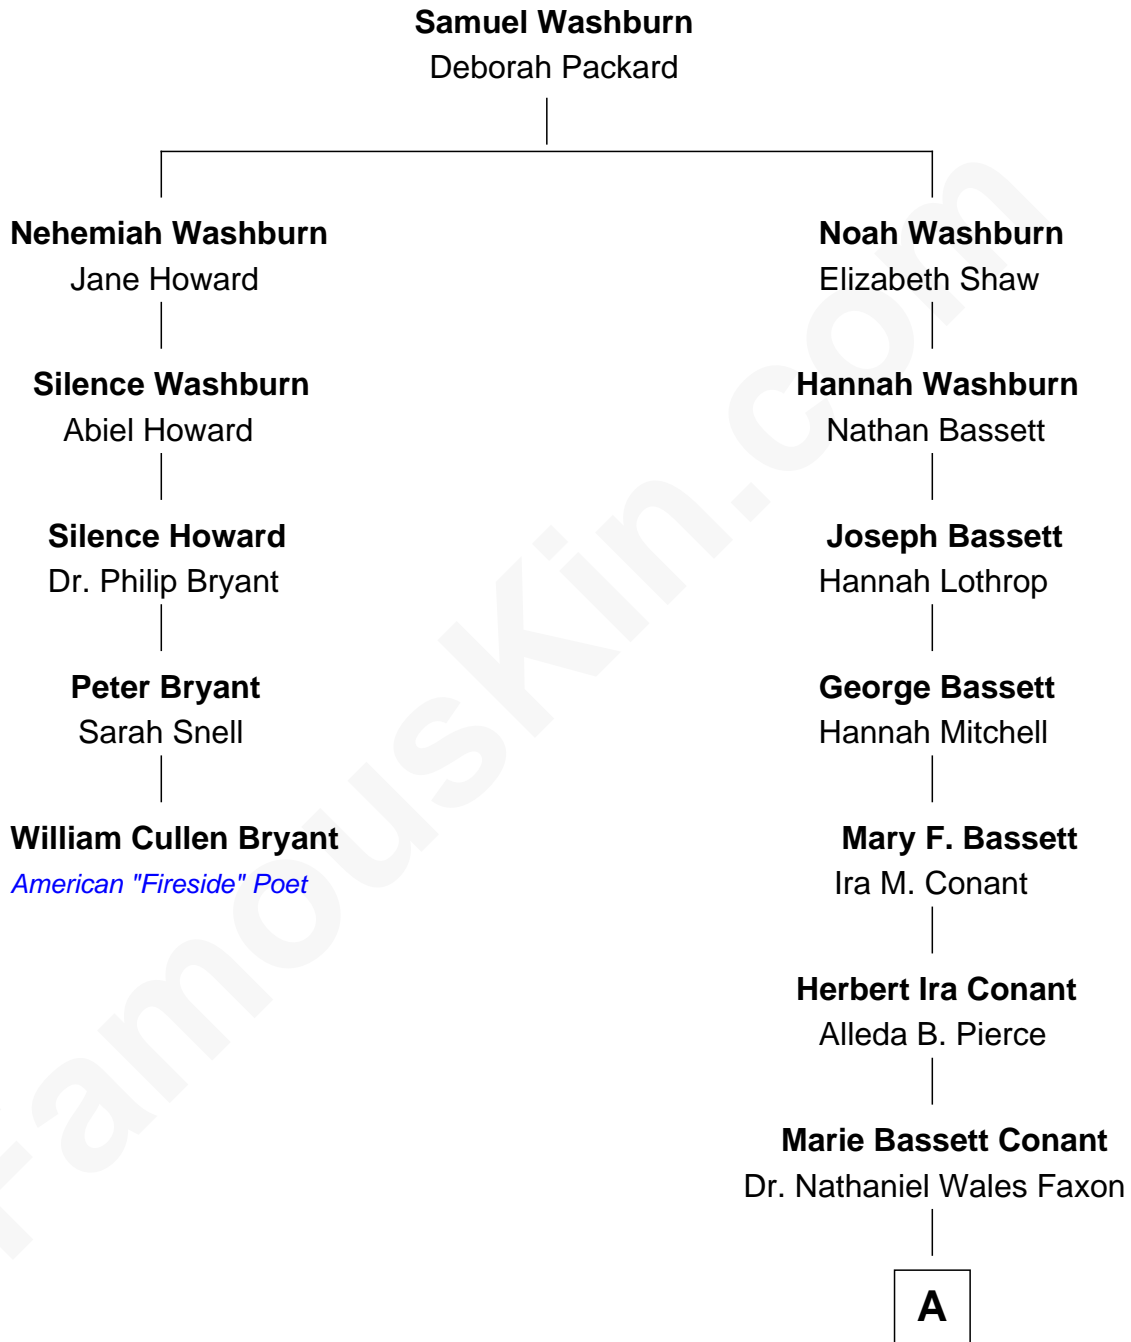 Samuel Washburn
Deborah Packard
Nehemiah Washburn
Jane Howard
Silence Washburn
Abiel Howard
Silence Howard
Dr. Philip Bryant
Peter Bryant
Sarah Snell
William Cullen Bryant
American "Fireside" Poet
Noah Washburn
Elizabeth Shaw
Hannah Washburn
Nathan Bassett
Joseph Bassett
Hannah Lothrop
George Bassett
Hannah Mitchell
Mary F. Bassett
Ira M. Conant
Herbert Ira Conant
Alleda B. Pierce
Marie Bassett Conant
Dr. Nathaniel Wales Faxon
A
FamousKin.com